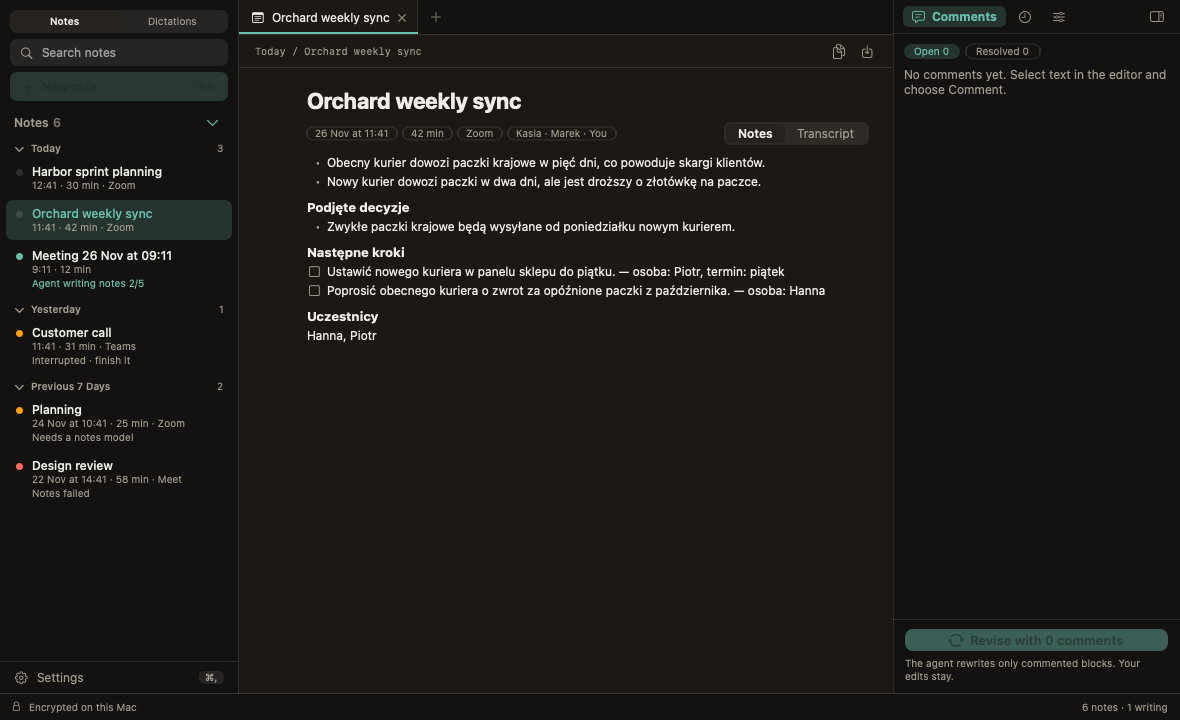 Notes
Dictations
Search notes
+ New note ⌘N
Notes 6
Today 3
Harbor sprint planning
12:41 · 30 min · Zoom
Orchard weekly sync
11:41 · 42 min · Zoom
Meeting 26 Nov at 09:11
9:11 · 12 min
Agent writing notes 2/5
Yesterday 1
Customer call
11:41 · 31 min · Teams
Interrupted · finish it
Previous 7 Days 2
Planning
24 Nov at 10:41 · 25 min · Zoom
Needs a notes model
Design review
22 Nov at 14:41 · 58 min · Meet
Notes failed
Settings ⌘,
Encrypted on this Mac
Orchard weekly sync
Today / Orchard weekly sync
Orchard weekly sync
26 Nov at 11:41 42 min Zoom Kasia · Marek · You
Notes Transcript
• Obecny kurier dowozi paczki krajowe w pięć dni, co powoduje skargi klientów.
• Nowy kurier dowozi paczki w dwa dni, ale jest droższy o złotówkę na paczce.
Podjęte decyzje
• Zwykłe paczki krajowe będą wysyłane od poniedziałku nowym kurierem.
Następne kroki
Ustawić nowego kuriera w panelu sklepu do piątku. — osoba: Piotr, termin: piątek
Poprosić obecnego kuriera o zwrot za opóźnione paczki z października. — osoba: Hanna
Uczestnicy
Hanna, Piotr
Comments
Open 0 Resolved 0
No comments yet. Select text in the editor and
choose Comment.
Revise with 0 comments
The agent rewrites only commented blocks. Your
edits stay.
6 notes · 1 writing